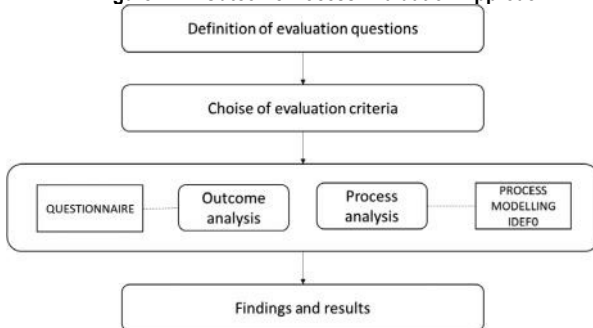 Definition of evaluation questions
Choise of evaluation criteria
QUESTIONNAIRE
Outcome
analysis
Process
analysis
PROCESS
MODELLING
IDEF0
Findings and results